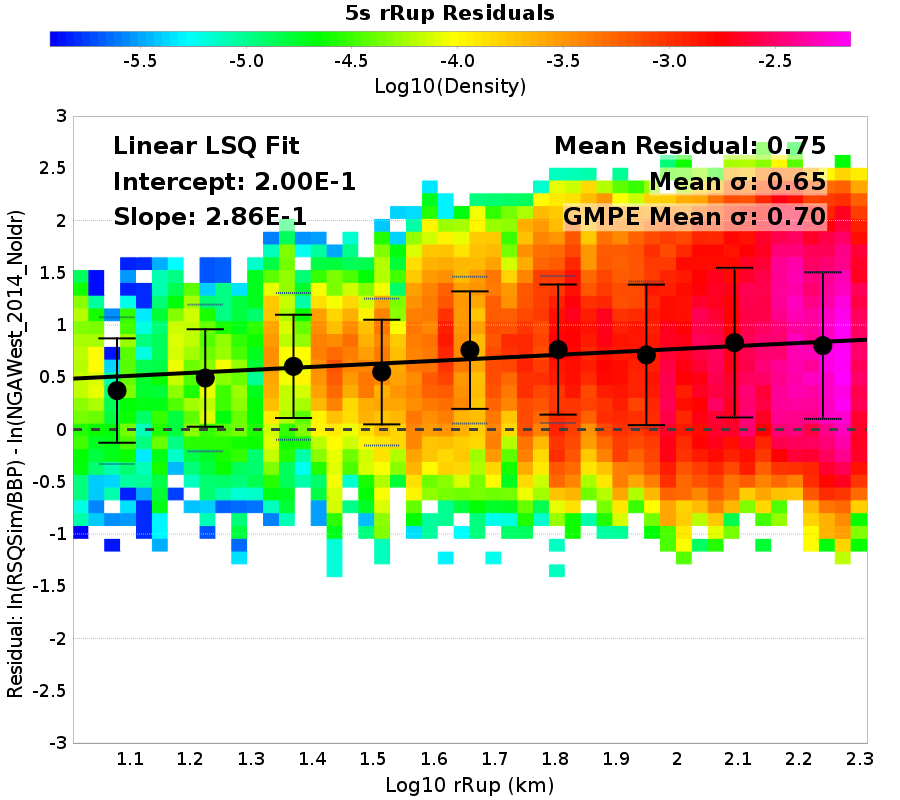 5s rRup Residuals
-5.5 -5.0 -4.5 -4.0 -3.5 -3.0 -2.5
Log10(Density)
Linear LSQ Fit
Intercept: 2.00E-1
Slope: 2.86E-1
Mean Residual: 0.75
Mean σ: 0.65
GMPE Mean σ: 0.70
Residual: ln(RSQSim/BBP) - ln(NGAWest_2014_NoIdr)
3
2.5
2
1.5
1
0.5
0
-0.5
-1
-1.5
-2
-2.5
-3
1.1 1.2 1.3 1.4 1.5 1.6 1.7 1.8 1.9 2 2.1 2.2 2.3
Log10 rRup (km)